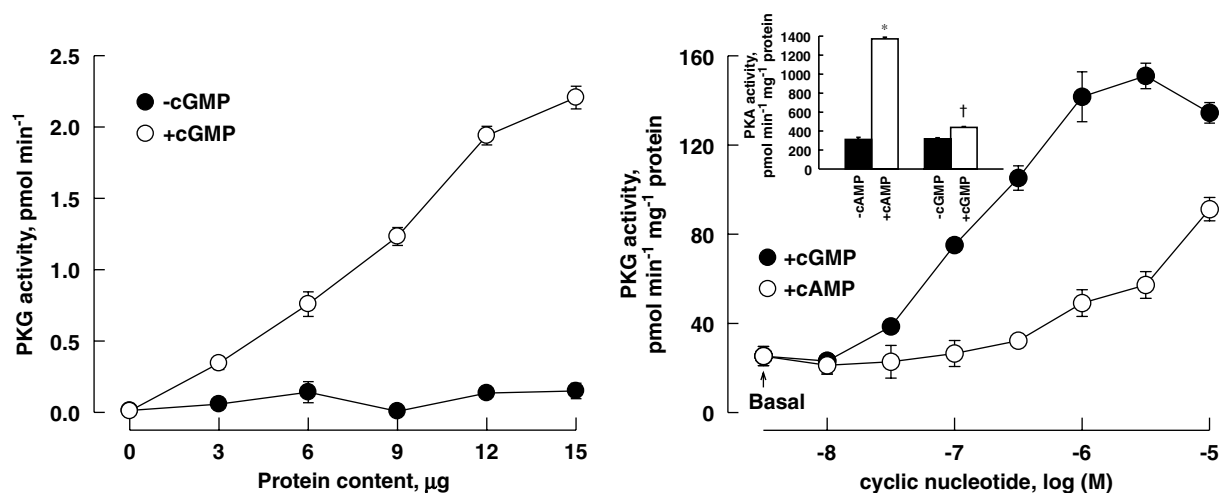 PKG activity, pmol min-1
2.5
2.0
1.5
1.0
0.5
0.0
-cGMP
+cGMP
0 3 6 9 12 15
Protein content, µg
PKG activity,
pmol min-1 mg-1 protein
160
120
80
40
0
PKA activity,
pmol min-1 mg-1 protein
1400
1200
1000
800
600
400
200
0
*
†
-cAMP
+cAMP
-cGMP
+cGMP
+cGMP
+cAMP
Basal
-8 -7 -6 -5
cyclic nucleotide, log (M)